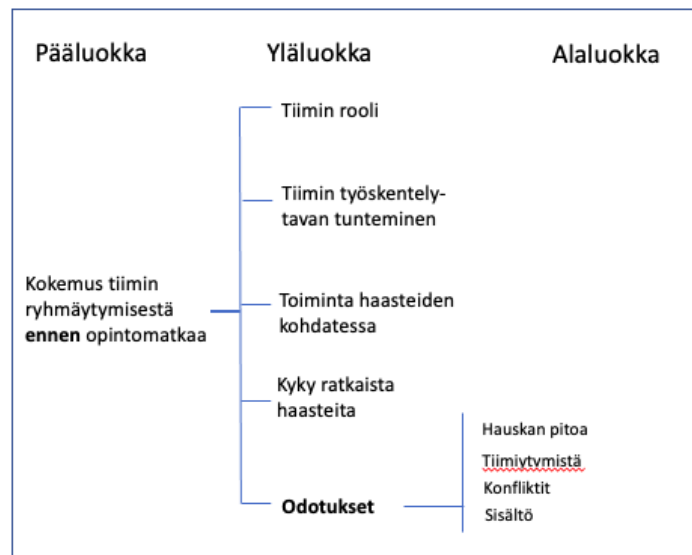 Pääluokka
Yläluokka
Alaluokka
Tiimin rooli
Tiimin työskentely-
tavan tunteminen
Kokemus tiimin
ryhmäytymisestä
ennen opintomatkaa
Toiminta haasteiden
kohdatessa
Kyky ratkaista
haasteita
Odotukset
Hauskan pitoa
Tiimiytymistä
Konfliktit
Sisältö